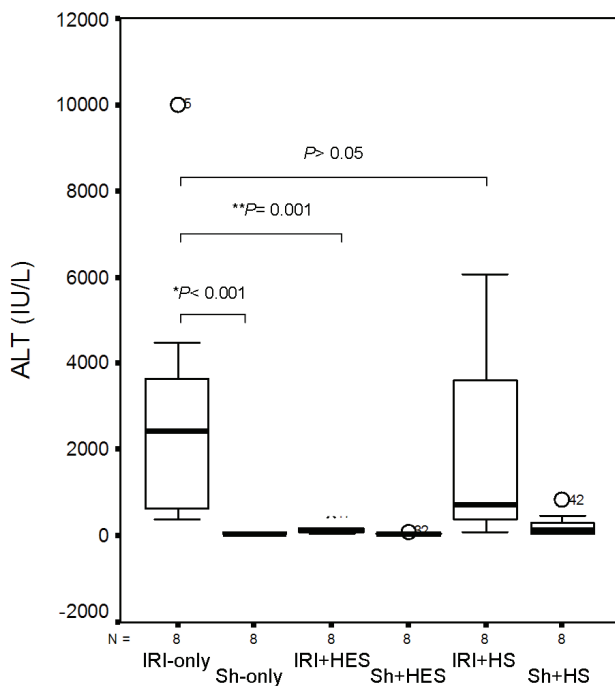 12000
10000
8000
6000
4000
2000
0
-2000
ALT (IU/L)
5
P> 0.05
**P= 0.001
*P< 0.001
42
N = 8 8 8 8 8 8
IRI-only Sh-only IRI+HES Sh+HES IRI+HS Sh+HS